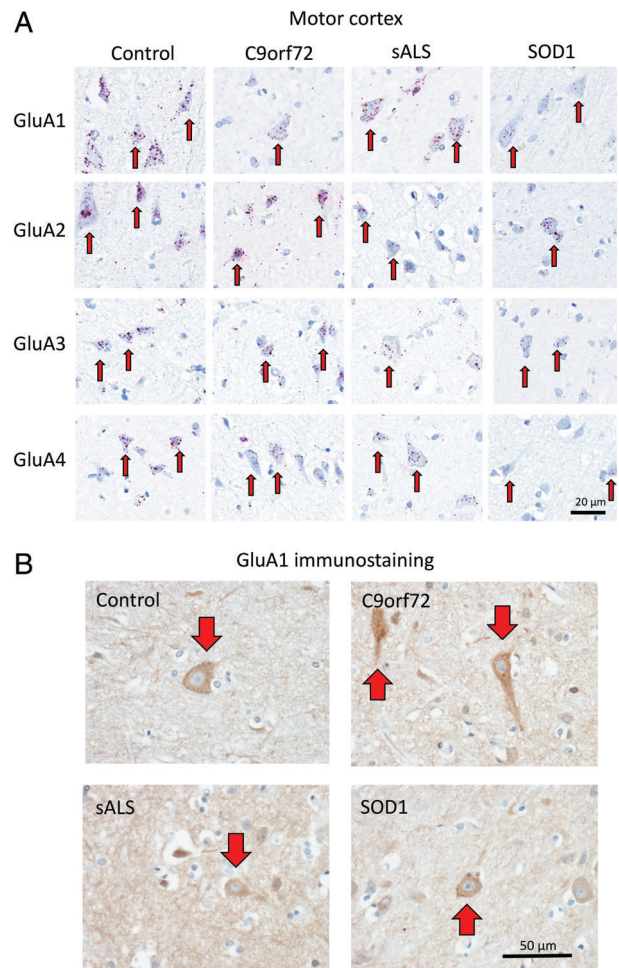 A
Motor cortex
Control C9orf72 sALS SOD1
GluA1
GluA2
GluA3
GluA4
20 µm
B
GluA1 immunostaining
Control C9orf72
sALS SOD1
50 µm